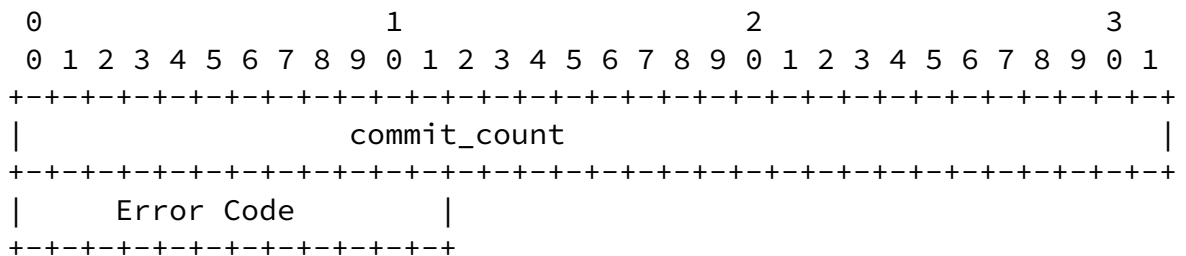 0                   1                   2                   3
 0 1 2 3 4 5 6 7 8 9 0 1 2 3 4 5 6 7 8 9 0 1 2 3 4 5 6 7 8 9 0 1
+-+-+-+-+-+-+-+-+-+-+-+-+-+-+-+-+-+-+-+-+-+-+-+-+-+-+-+-+-+-+-+-+
|                  commit_count                                 |
+-+-+-+-+-+-+-+-+-+-+-+-+-+-+-+-+-+-+-+-+-+-+-+-+-+-+-+-+-+-+-+-+
|     Error Code        |
+-+-+-+-+-+-+-+-+-+-+-+-+